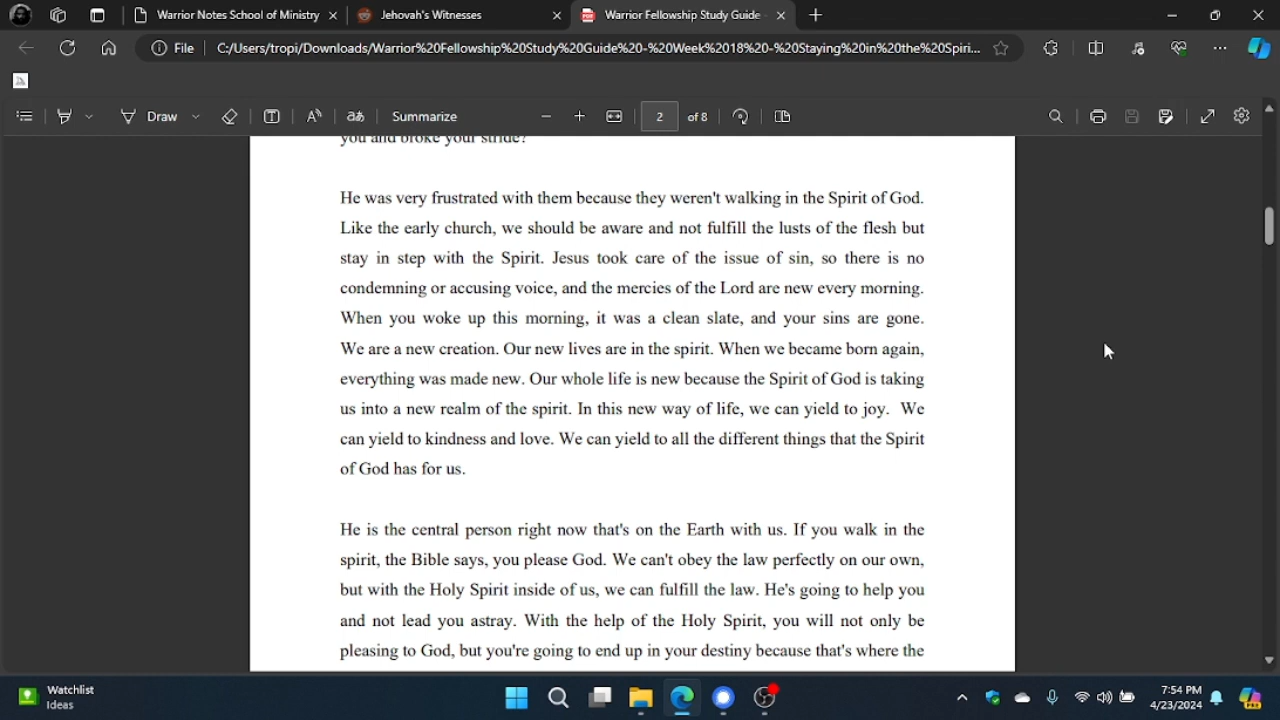 Warrior Notes School of Ministry
Jehovah's Witnesses
Warrior Fellowship Study Guide -
File
C:/Users/tropi/Downloads/Warrior%20Fellowship%20Study%20Guide%20-%20Week%2018%20-%20Staying%20in%20the%20Spiri...
Draw
Summarize
2 of 8
you and broke your stride?
He was very frustrated with them because they weren't walking in the Spirit of God.
Like the early church, we should be aware and not fulfill the lusts of the flesh but
stay in step with the Spirit. Jesus took care of the issue of sin, so there is no
condemning or accusing voice, and the mercies of the Lord are new every morning.
When you woke up this morning, it was a clean slate, and your sins are gone.
We are a new creation. Our new lives are in the spirit. When we became born again,
everything was made new. Our whole life is new because the Spirit of God is taking
us into a new realm of the spirit. In this new way of life, we can yield to joy. We
can yield to kindness and love. We can yield to all the different things that the Spirit
of God has for us.
He is the central person right now that's on the Earth with us. If you walk in the
spirit, the Bible says, you please God. We can't obey the law perfectly on our own,
but with the Holy Spirit inside of us, we can fulfill the law. He's going to help you
and not lead you astray. With the help of the Holy Spirit, you will not only be
pleasing to God, but you're going to end up in your destiny because that's where the
Watchlist
Ideas
7:54 PM
4/23/2024